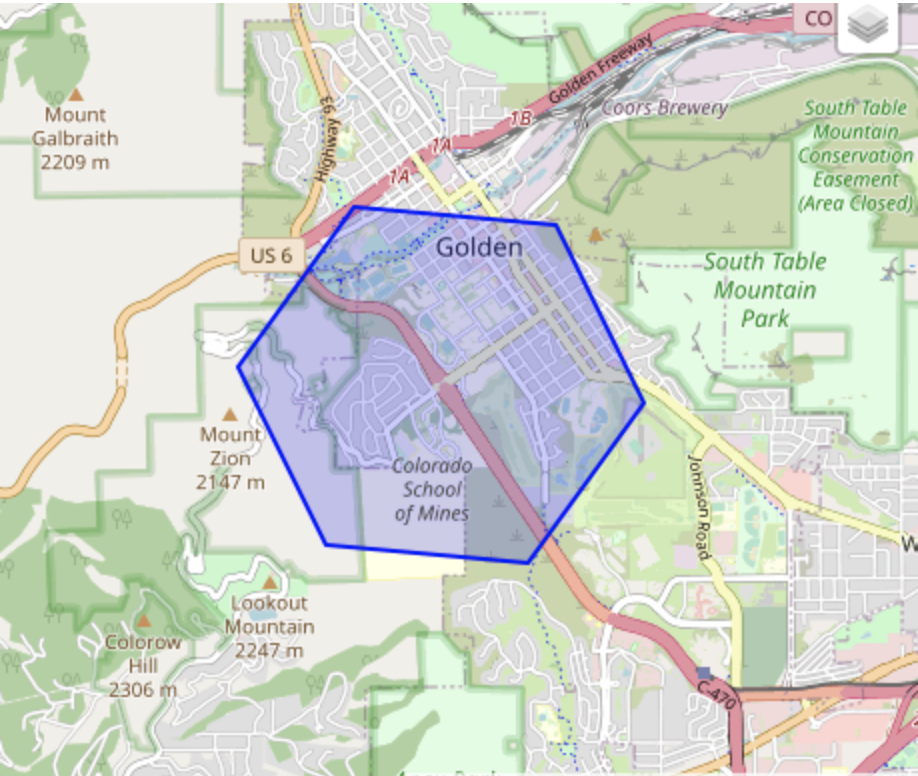 CO
Golden Freeway
Coors Brewery
Mount
Galbraith
2209 m
Highway 93
1B
1A
1A
South Table
Mountain
Conservation
Easement
(Area Closed)
US 6
Golden
South Table
Mountain
Park
Mount
Zion
2147 m
Colorado
School
of Mines
Johnson Road
W
Lookout
Mountain
2247 m
Colorow
Hill
2306 m
C-470